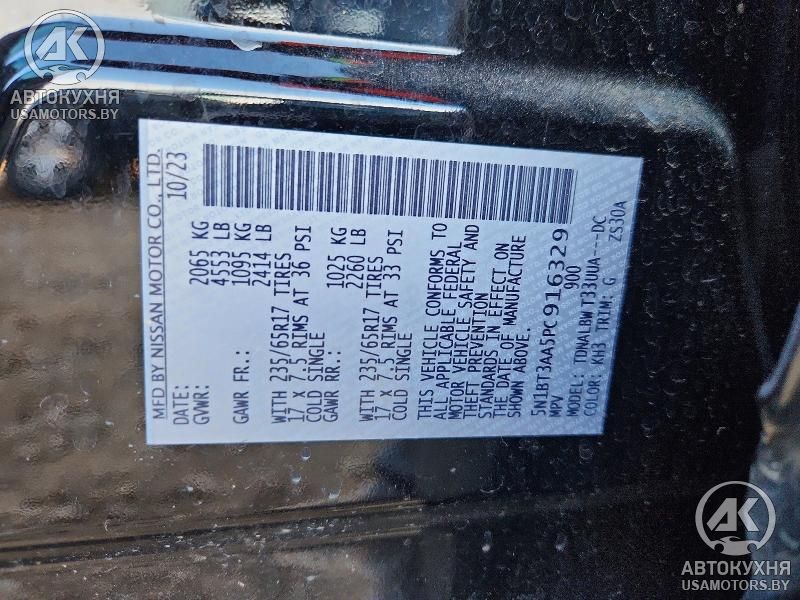 AK
АВТОКУХНЯ
USAMOTORS.BY
MFD BY NISSAN MOTOR CO., LTD.
DATE: 10/23
GVWR: 2065 KG
4553 LB
GAWR FR.: 1095 KG
2414 LB
WITH 235/65R17 TIRES
17 X 7.5 RIMS AT 36 PSI
COLD SINGLE
GAWR RR.: 1025 KG
2260 LB
WITH 235/65R17 TIRES
17 X 7.5 RIMS AT 33 PSI
COLD SINGLE
THIS VEHICLE CONFORMS TO
ALL APPLICABLE FEDERAL
MOTOR VEHICLE SAFETY AND
THEFT PREVENTION
STANDARDS IN EFFECT ON
THE DATE OF MANUFACTURE
SHOWN ABOVE.
5N1BT3AA5PC916329
MPV 900
MODEL: TDNALBWT33UUA---DC
COLOR: KH3 TRIM: G ZS30A
AK
АВТОКУХНЯ
USAMOTORS.BY